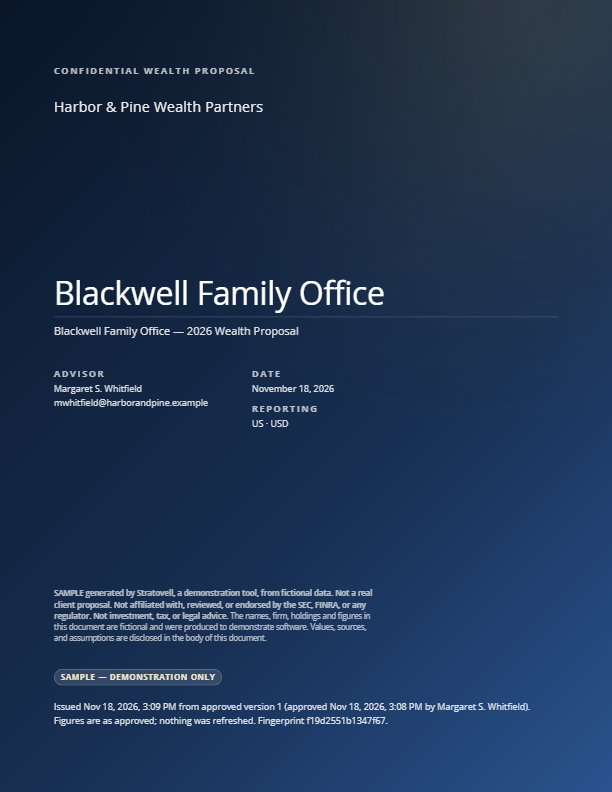 CONFIDENTIAL WEALTH PROPOSAL
Harbor & Pine Wealth Partners
Blackwell Family Office
Blackwell Family Office — 2026 Wealth Proposal
ADVISOR
Margaret S. Whitfield
mwhitfield@harborandpine.example
DATE
November 18, 2026
REPORTING
US · USD
SAMPLE generated by Stratovell, a demonstration tool, from fictional data. Not a real
client proposal. Not affiliated with, reviewed, or endorsed by the SEC, FINRA, or any
regulator. Not investment, tax, or legal advice. The names, firm, holdings and figures in
this document are fictional and were produced to demonstrate software. Values, sources,
and assumptions are disclosed in the body of this document.
SAMPLE — DEMONSTRATION ONLY
Issued Nov 18, 2026, 3:09 PM from approved version 1 (approved Nov 18, 2026, 3:08 PM by Margaret S. Whitfield).
Figures are as approved; nothing was refreshed. Fingerprint f19d2551b1347f67.